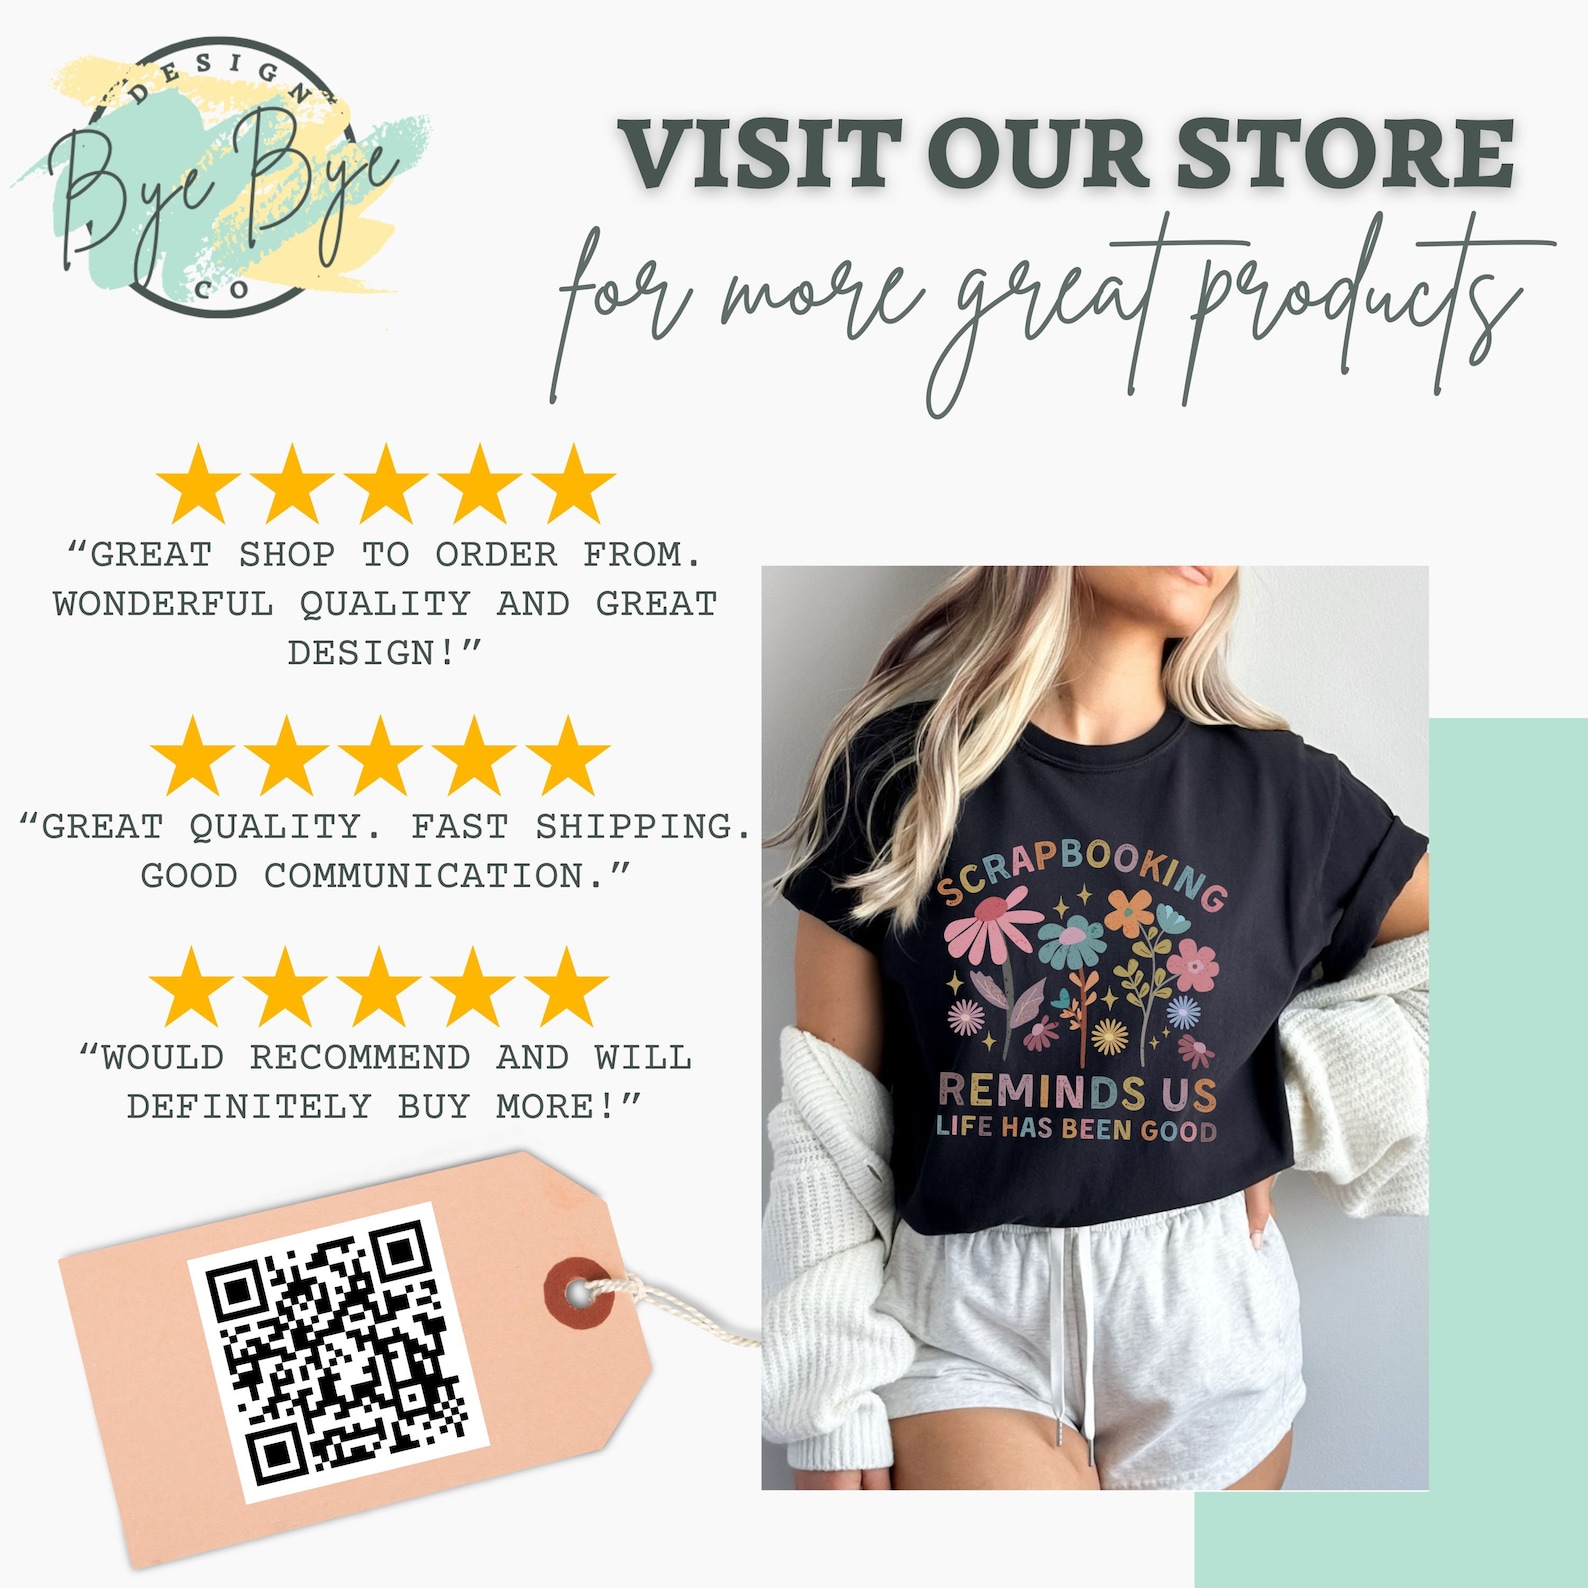 DESIGN
Bye Bye
CO
VISIT OUR STORE
for more great products
“GREAT SHOP TO ORDER FROM.
WONDERFUL QUALITY AND GREAT
DESIGN!”
“GREAT QUALITY. FAST SHIPPING.
GOOD COMMUNICATION.”
“WOULD RECOMMEND AND WILL
DEFINITELY BUY MORE!”
SCRAPBOOKING
REMINDS US
LIFE HAS BEEN GOOD